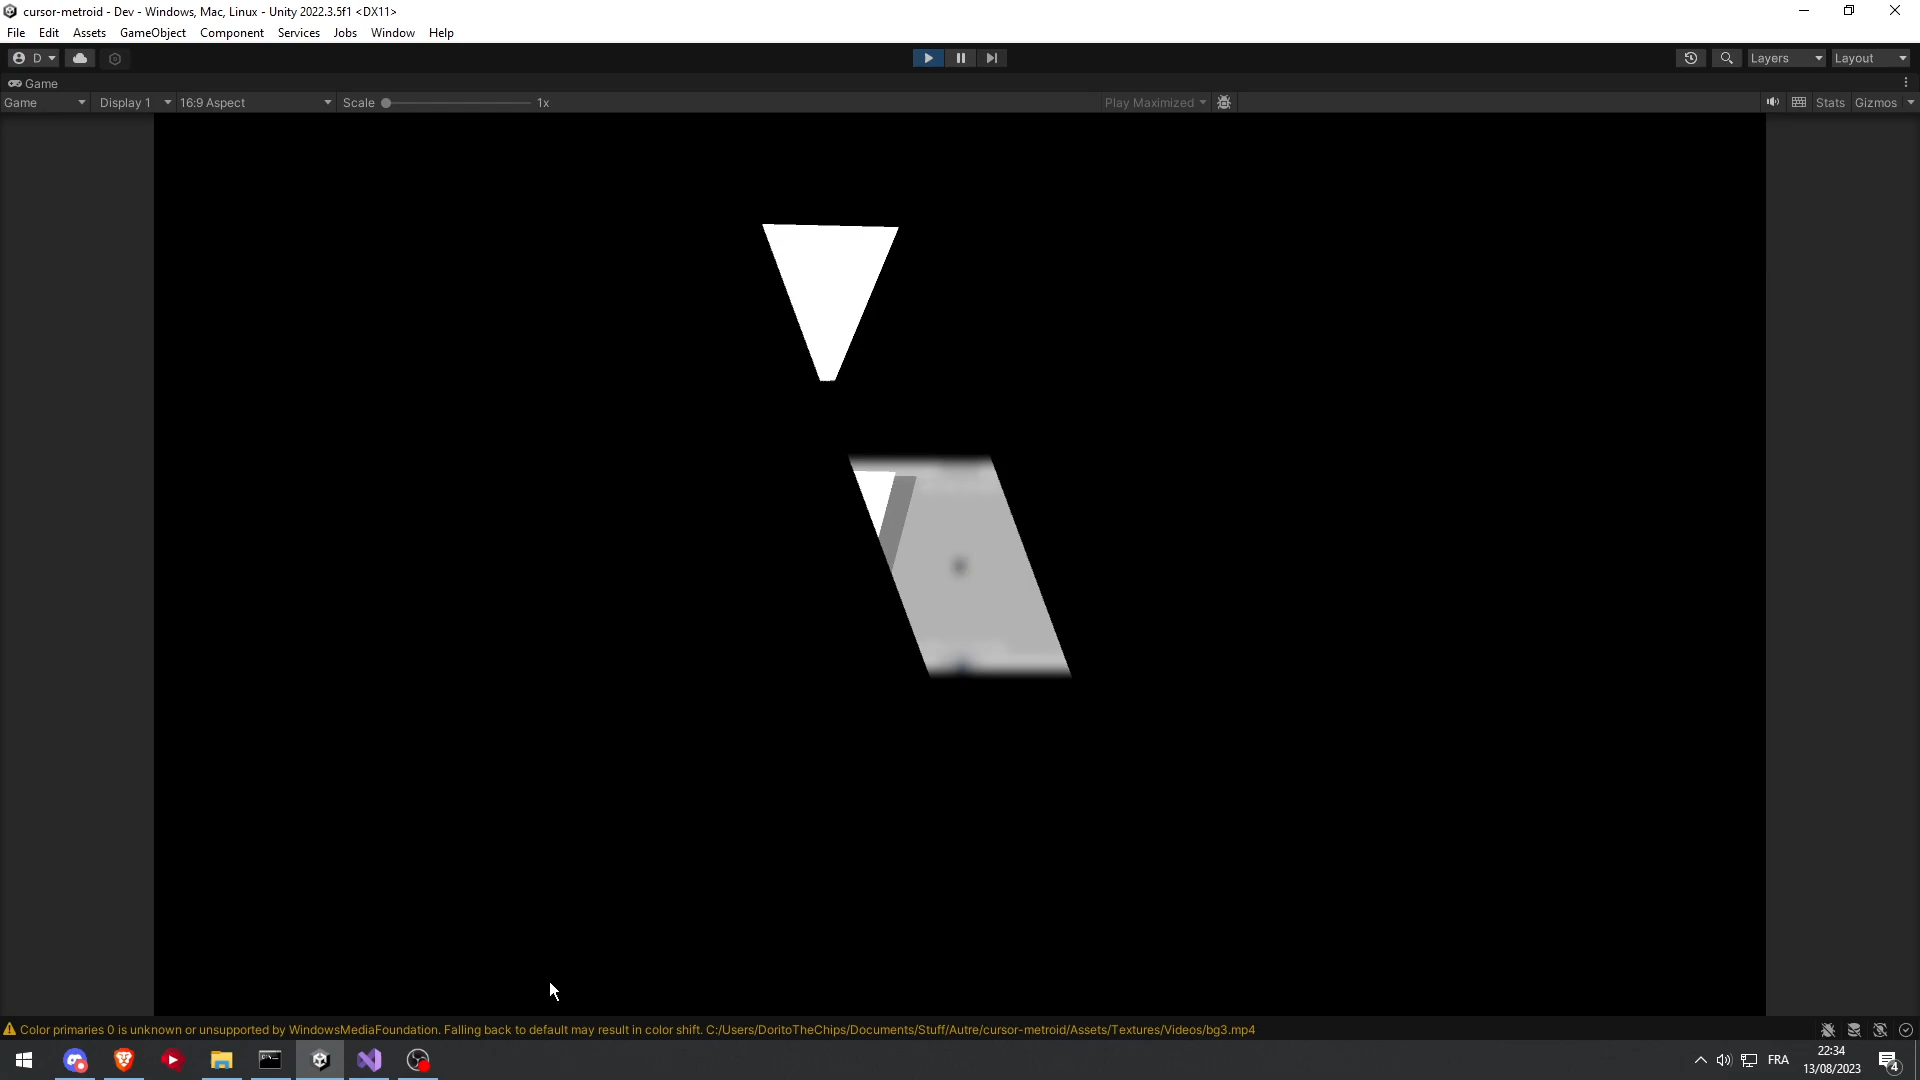 cursor-metroid - Dev - Windows, Mac, Linux - Unity 2022.3.5f1 <DX11>
File Edit Assets GameObject Component Services Jobs Window Help
D Layers Layout
Game
Game Display 1 16:9 Aspect Scale 1x Play Maximized Stats Gizmos
Color primaries 0 is unknown or unsupported by WindowsMediaFoundation. Falling back to default may result in color shift. C:/Users/DoritoTheChips/Documents/Stuff/Autre/cursor-metroid/Assets/Textures/Videos/bg3.mp4
FRA
22:34
13/08/2023
4